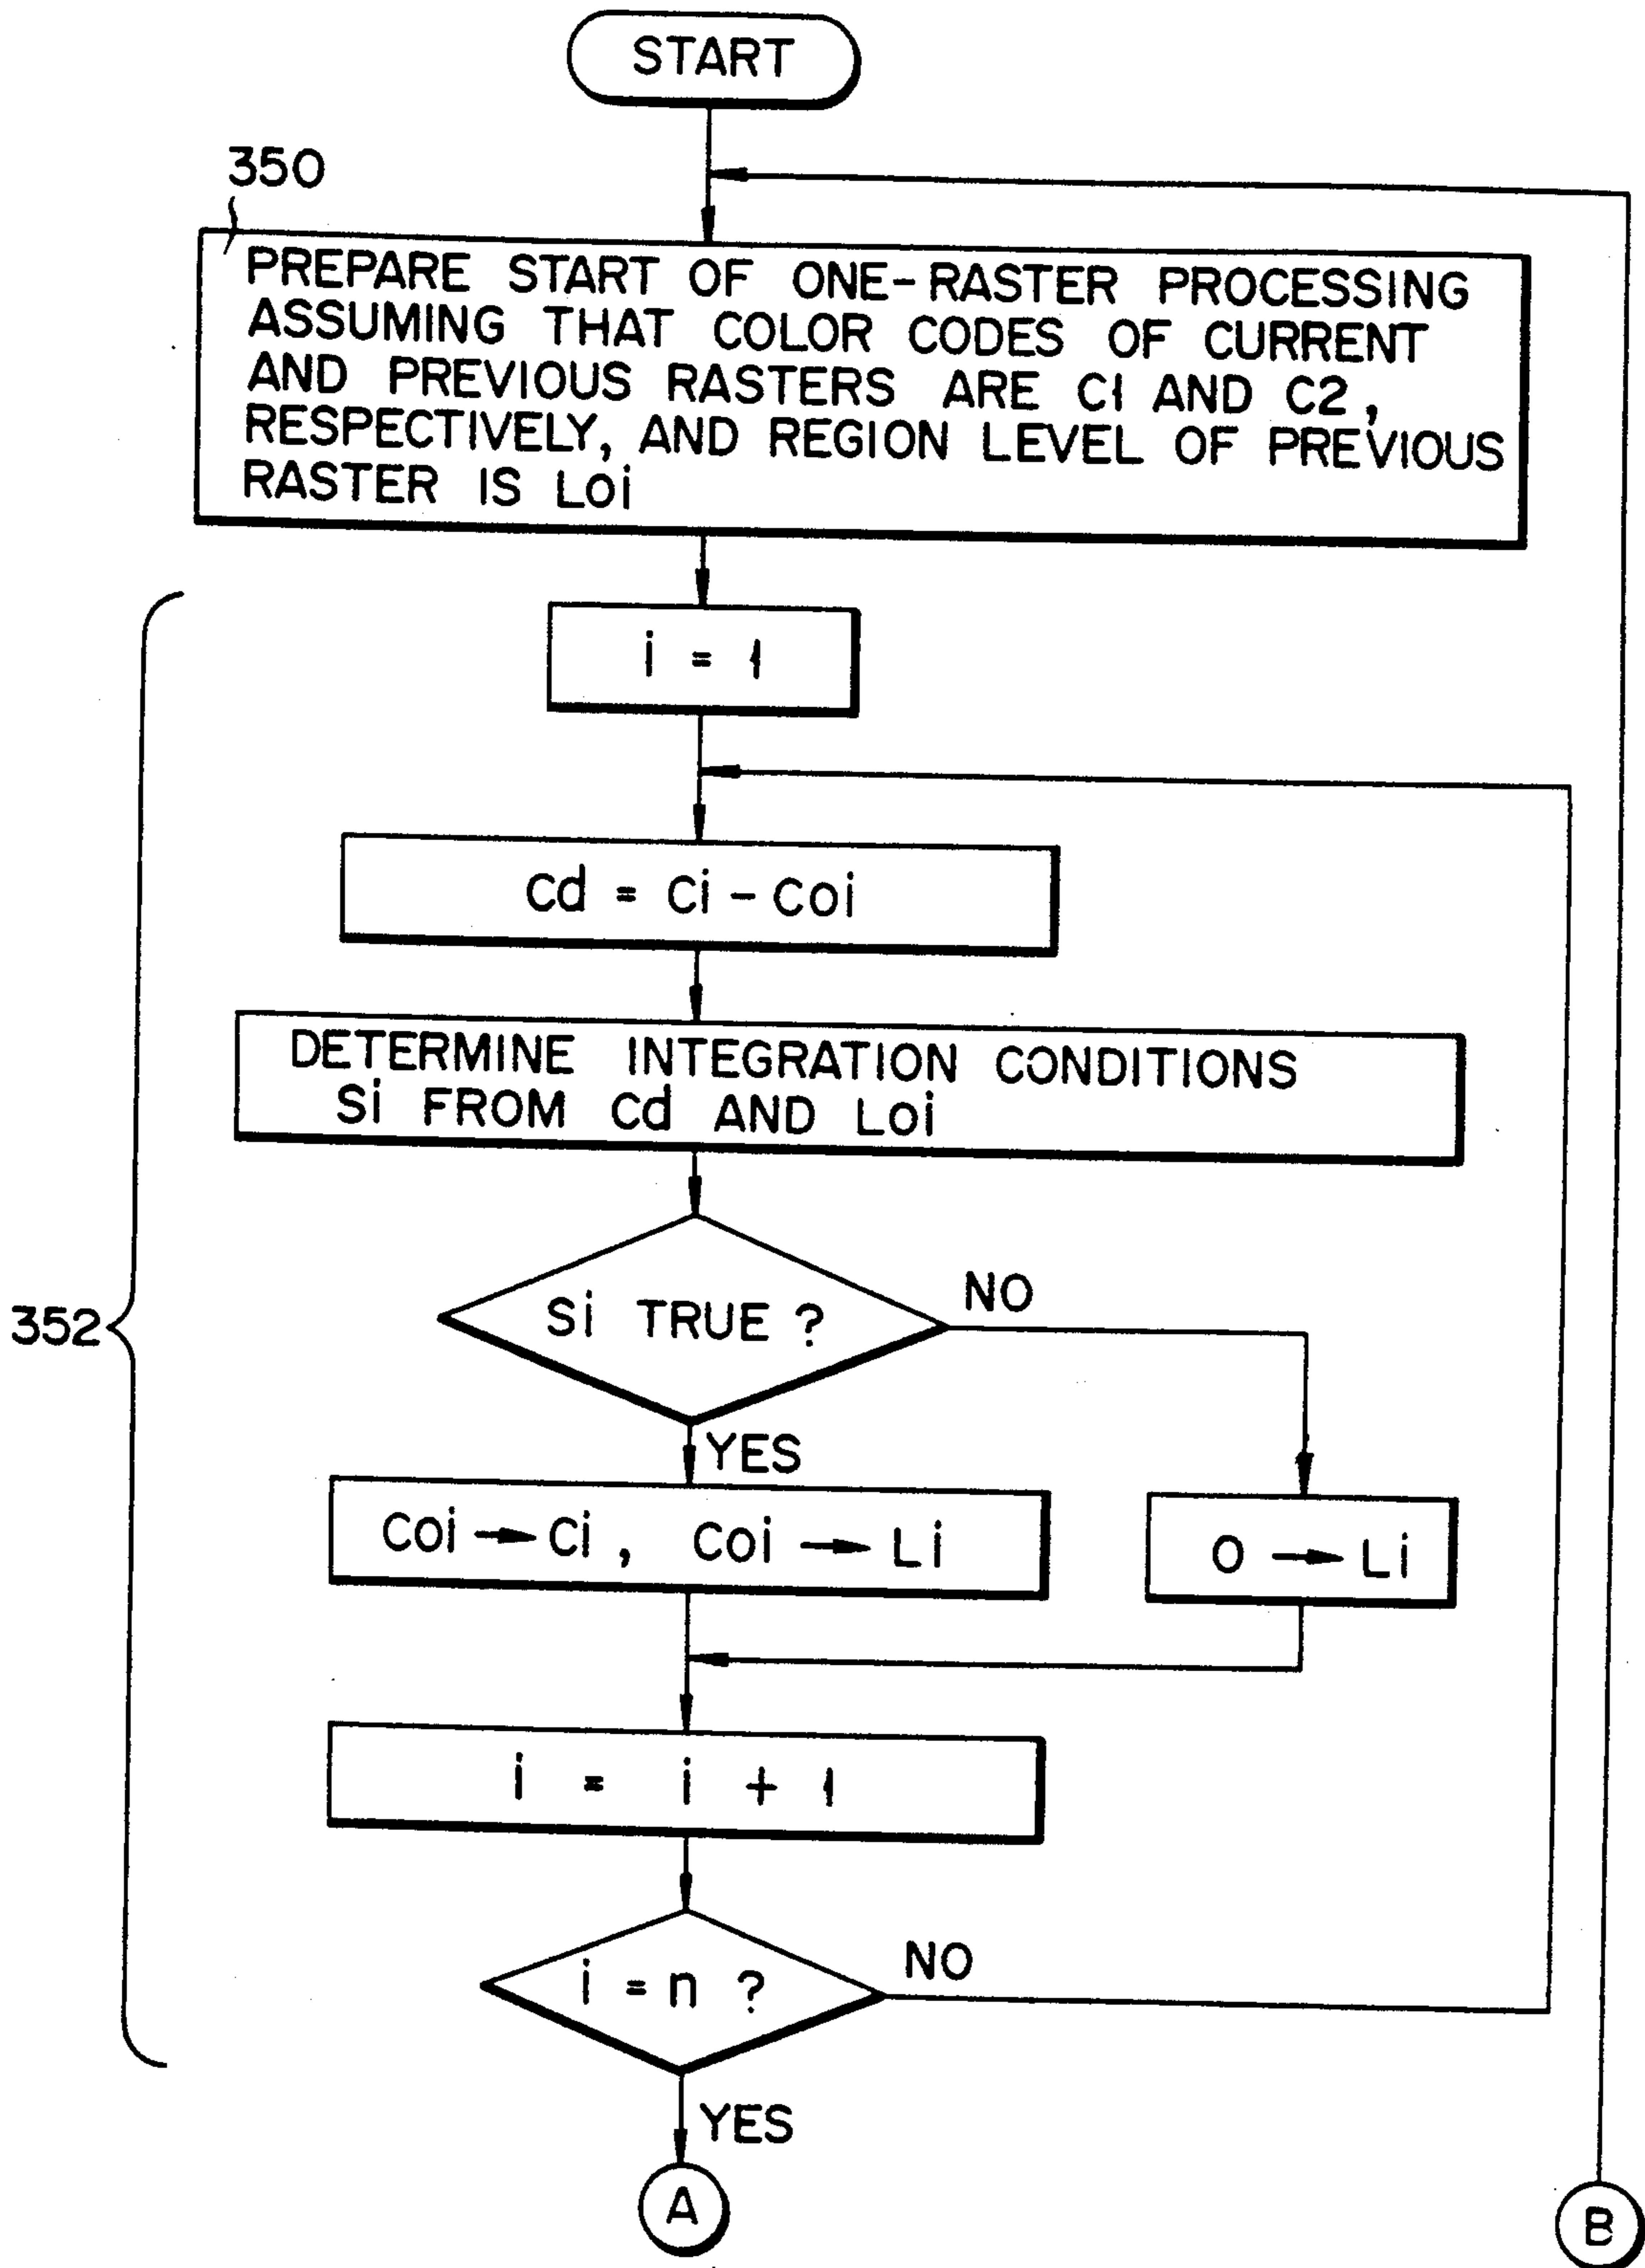 START
350
PREPARE START OF ONE-RASTER PROCESSING
ASSUMING THAT COLOR CODES OF CURRENT
AND PREVIOUS RASTERS ARE C1 AND C2,
RESPECTIVELY, AND REGION LEVEL OF PREVIOUS
RASTER IS Loi
i = 1
Cd = Ci - Coi
DETERMINE INTEGRATION CONDITIONS
Si FROM Cd AND Loi
352
Si TRUE ?
NO
YES
Coi → Ci, Coi → Li
O → Li
i = i + 1
i = n ?
NO
YES
A
B